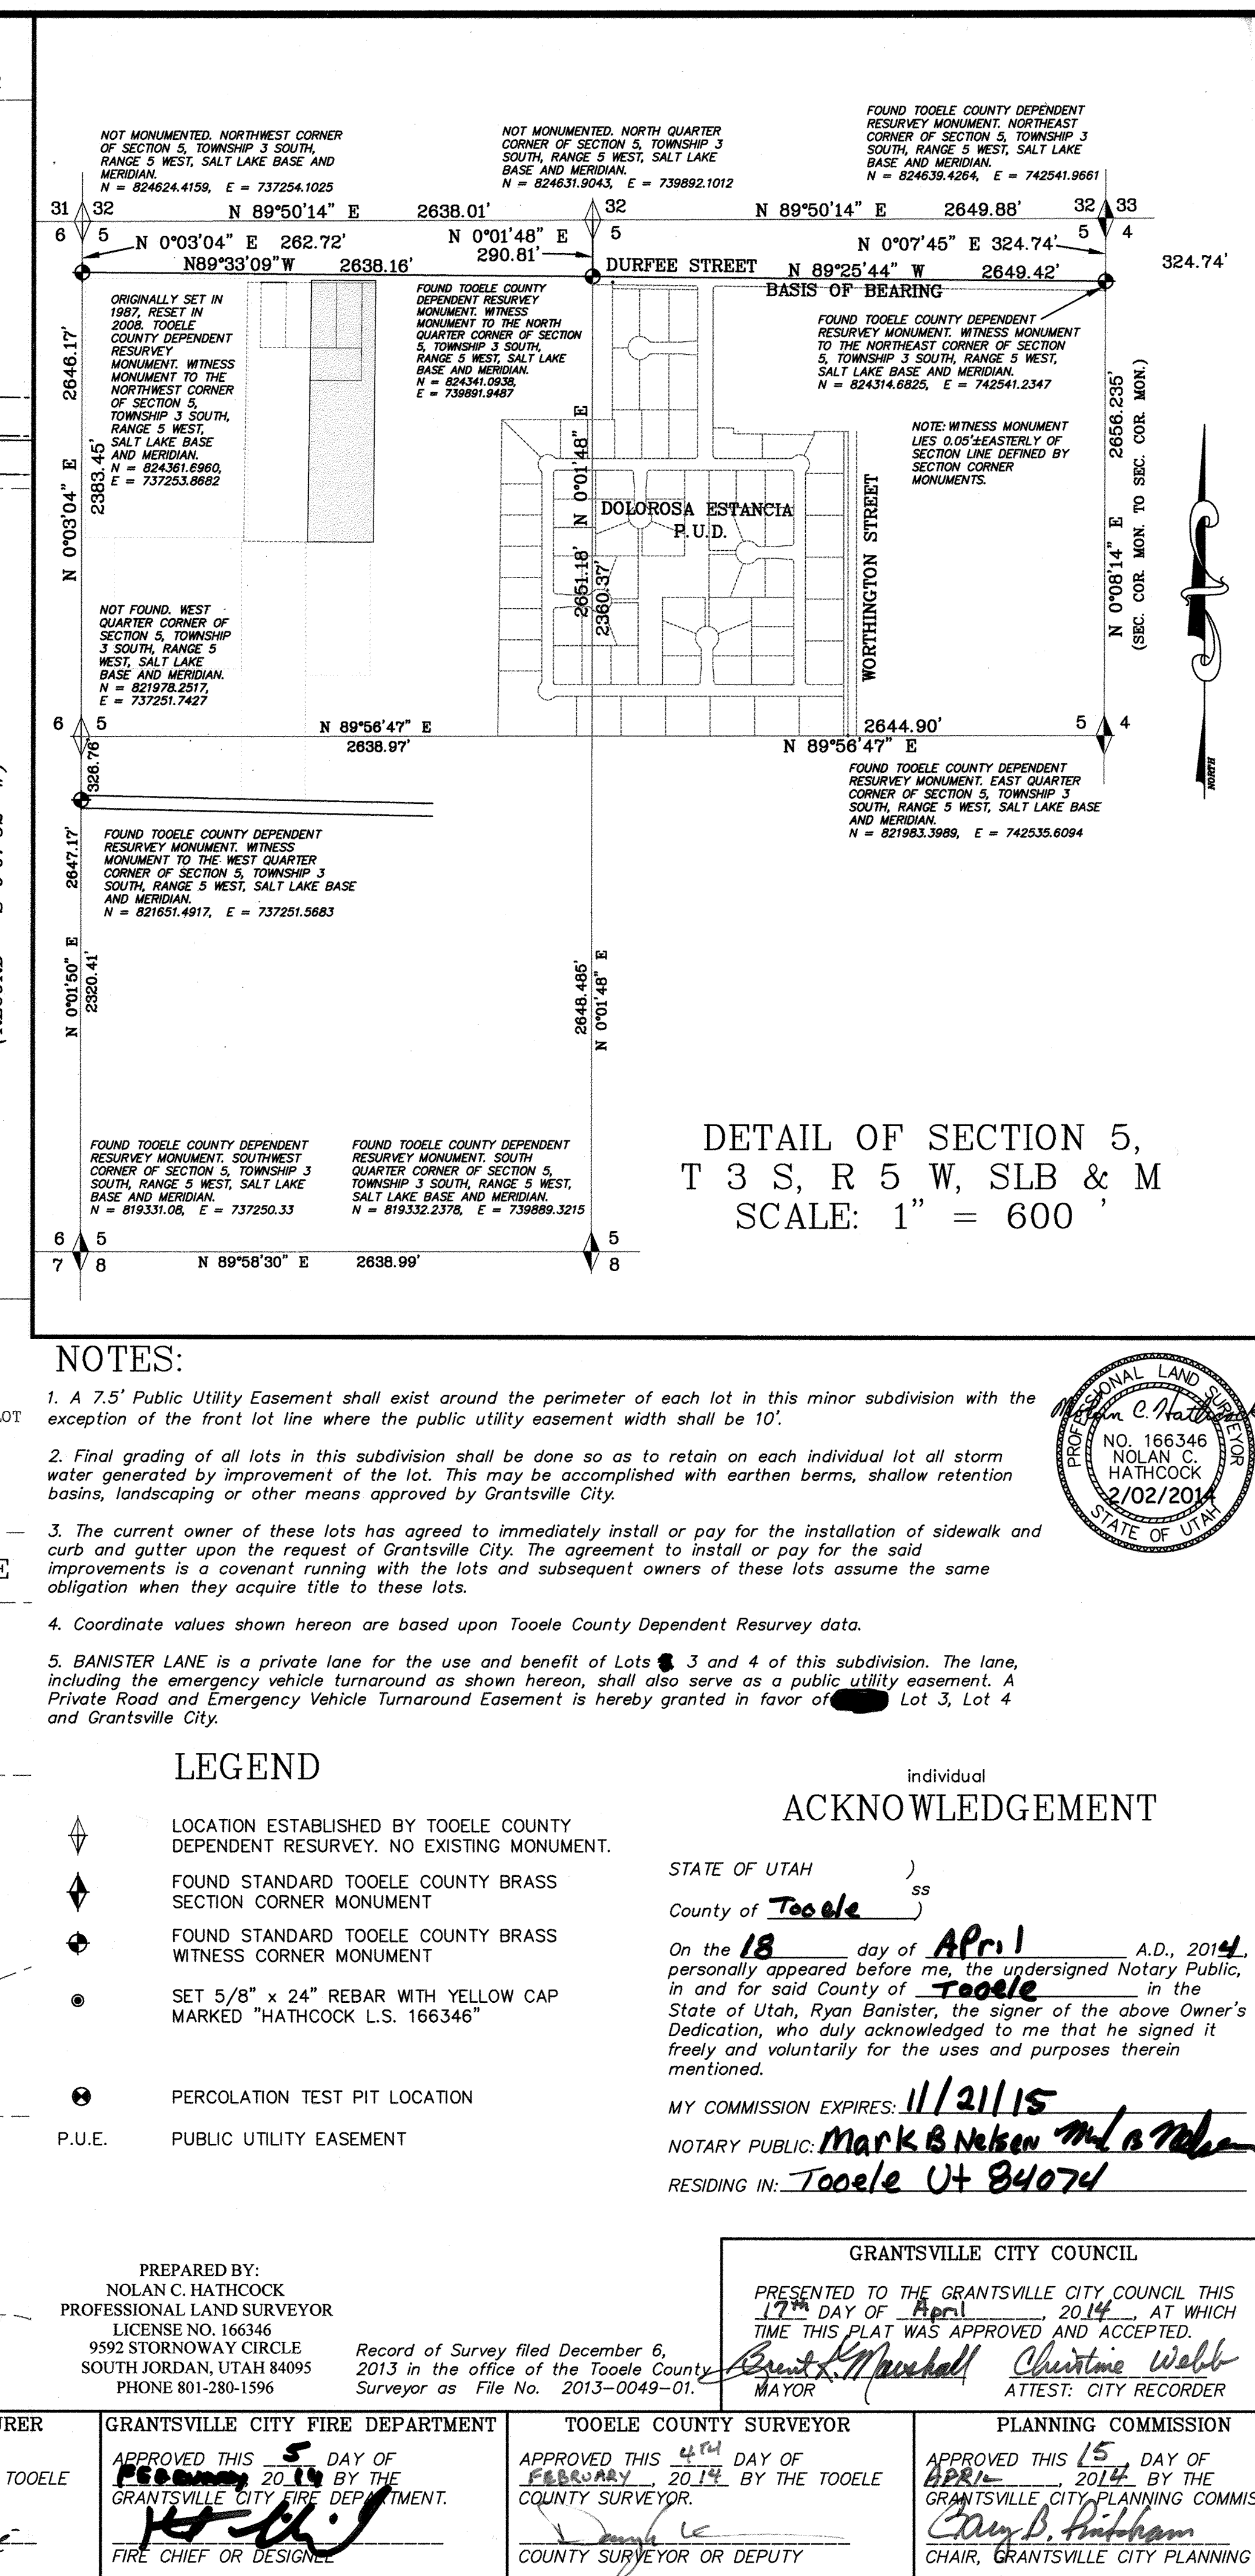 NOT MONUMENTED. NORTHWEST CORNER
OF SECTION 5, TOWNSHIP 3 SOUTH,
RANGE 5 WEST, SALT LAKE BASE AND
MERIDIAN.
N = 824624.4159, E = 737254.1025
NOT MONUMENTED. NORTH QUARTER
CORNER OF SECTION 5, TOWNSHIP 3
SOUTH, RANGE 5 WEST, SALT LAKE
BASE AND MERIDIAN.
N = 824631.9043, E = 739892.1012
FOUND TOOELE COUNTY DEPENDENT
RESURVEY MONUMENT. NORTHEAST
CORNER OF SECTION 5, TOWNSHIP 3
SOUTH, RANGE 5 WEST, SALT LAKE
BASE AND MERIDIAN.
N = 824639.4264, E = 742541.9661
31 32
N 89°50'14" E 2638.01'
32
N 89°50'14" E 2649.88'
32 33
6 5
N 0°03'04" E 262.72'
N 0°01'48" E
290.81'
5
N 0°07'45" E 324.74'
5 4
324.74'
N89°33'09"W 2638.16'
DURFEE STREET
N 89°25'44" W 2649.42'
BASIS OF BEARING
ORIGINALLY SET IN
1987, RESET IN
2008. TOOELE
COUNTY DEPENDENT
RESURVEY
MONUMENT. WITNESS
MONUMENT TO THE
NORTHWEST CORNER
OF SECTION 5,
TOWNSHIP 3 SOUTH,
RANGE 5 WEST,
SALT LAKE BASE
AND MERIDIAN.
N = 824361.6960,
E = 737253.8682
FOUND TOOELE COUNTY
DEPENDENT RESURVEY
MONUMENT. WITNESS
MONUMENT TO THE NORTH
QUARTER CORNER OF SECTION
5, TOWNSHIP 3 SOUTH,
RANGE 5 WEST, SALT LAKE
BASE AND MERIDIAN.
N = 824341.0938,
E = 739891.9487
FOUND TOOELE COUNTY DEPENDENT
RESURVEY MONUMENT. WITNESS MONUMENT
TO THE NORTHEAST CORNER OF SECTION
5, TOWNSHIP 3 SOUTH, RANGE 5 WEST,
SALT LAKE BASE AND MERIDIAN.
N = 824314.6825, E = 742541.2347
NOTE: WITNESS MONUMENT
LIES 0.05'±EASTERLY OF
SECTION LINE DEFINED BY
SECTION CORNER
MONUMENTS.
N 0°03'04" E 2646.17'
2383.45'
N 0°01'48" E
2651.18'
2360.37'
DOLOROSA ESTANCIA
P.U.D.
WORTHINGTON STREET
N 0°08'14" E 2656.235'
(SEC. COR. MON. TO SEC. COR. MON.)
NORTH
NOT FOUND. WEST
QUARTER CORNER OF
SECTION 5, TOWNSHIP
3 SOUTH, RANGE 5
WEST, SALT LAKE
BASE AND MERIDIAN.
N = 821978.2517,
E = 737251.7427
6 5
N 89°56'47" E
2638.97'
2644.90'
N 89°56'47" E
5 4
326.76'
FOUND TOOELE COUNTY DEPENDENT
RESURVEY MONUMENT. EAST QUARTER
CORNER OF SECTION 5, TOWNSHIP 3
SOUTH, RANGE 5 WEST, SALT LAKE BASE
AND MERIDIAN.
N = 821983.3989, E = 742535.6094
FOUND TOOELE COUNTY DEPENDENT
RESURVEY MONUMENT. WITNESS
MONUMENT TO THE WEST QUARTER
CORNER OF SECTION 5, TOWNSHIP 3
SOUTH, RANGE 5 WEST, SALT LAKE BASE
AND MERIDIAN.
N = 821651.4917, E = 737251.5683
N 0°01'50" E 2647.17'
2320.41'
2648.485'
N 0°01'48" E
FOUND TOOELE COUNTY DEPENDENT
RESURVEY MONUMENT. SOUTHWEST
CORNER OF SECTION 5, TOWNSHIP 3
SOUTH, RANGE 5 WEST, SALT LAKE
BASE AND MERIDIAN.
N = 819331.08, E = 737250.33
FOUND TOOELE COUNTY DEPENDENT
RESURVEY MONUMENT. SOUTH
QUARTER CORNER OF SECTION 5,
TOWNSHIP 3 SOUTH, RANGE 5 WEST,
SALT LAKE BASE AND MERIDIAN.
N = 819332.2378, E = 739889.3215
DETAIL OF SECTION 5,
T 3 S, R 5 W, SLB & M
SCALE: 1" = 600 '
6 5
7 8
N 89°58'30" E 2638.99'
5
8
NOTES:
1. A 7.5' Public Utility Easement shall exist around the perimeter of each lot in this minor subdivision with the
exception of the front lot line where the public utility easement width shall be 10'.
2. Final grading of all lots in this subdivision shall be done so as to retain on each individual lot all storm
water generated by improvement of the lot. This may be accomplished with earthen berms, shallow retention
basins, landscaping or other means approved by Grantsville City.
3. The current owner of these lots has agreed to immediately install or pay for the installation of sidewalk and
curb and gutter upon the request of Grantsville City. The agreement to install or pay for the said
improvements is a covenant running with the lots and subsequent owners of these lots assume the same
obligation when they acquire title to these lots.
4. Coordinate values shown hereon are based upon Tooele County Dependent Resurvey data.
5. BANISTER LANE is a private lane for the use and benefit of Lots 3 and 4 of this subdivision. The lane,
including the emergency vehicle turnaround as shown hereon, shall also serve as a public utility easement. A
Private Road and Emergency Vehicle Turnaround Easement is hereby granted in favor of Lot 3, Lot 4
and Grantsville City.
PROFESSIONAL LAND SURVEYOR
Nolan C. Hathcock
NO. 166346
NOLAN C.
HATHCOCK
2/02/2014
STATE OF UTAH
LEGEND
LOCATION ESTABLISHED BY TOOELE COUNTY
DEPENDENT RESURVEY. NO EXISTING MONUMENT.
FOUND STANDARD TOOELE COUNTY BRASS
SECTION CORNER MONUMENT
FOUND STANDARD TOOELE COUNTY BRASS
WITNESS CORNER MONUMENT
SET 5/8" x 24" REBAR WITH YELLOW CAP
MARKED "HATHCOCK L.S. 166346"
PERCOLATION TEST PIT LOCATION
P.U.E. PUBLIC UTILITY EASEMENT
individual
ACKNOWLEDGEMENT
STATE OF UTAH )
ss
County of Tooele )
On the 18 day of April A.D., 2014,
personally appeared before me, the undersigned Notary Public,
in and for said County of Tooele in the
State of Utah, Ryan Banister, the signer of the above Owner's
Dedication, who duly acknowledged to me that he signed it
freely and voluntarily for the uses and purposes therein
mentioned.
MY COMMISSION EXPIRES: 11/21/15
NOTARY PUBLIC: Mark B Nelsen
RESIDING IN: Tooele Ut 84074
PREPARED BY:
NOLAN C. HATHCOCK
PROFESSIONAL LAND SURVEYOR
LICENSE NO. 166346
9592 STORNOWAY CIRCLE
SOUTH JORDAN, UTAH 84095
PHONE 801-280-1596
Record of Survey filed December 6,
2013 in the office of the Tooele County
Surveyor as File No. 2013-0049-01.
GRANTSVILLE CITY COUNCIL
PRESENTED TO THE GRANTSVILLE CITY COUNCIL THIS
17th DAY OF April, 2014, AT WHICH
TIME THIS PLAT WAS APPROVED AND ACCEPTED.
Brent K Marshall Christine Webb
MAYOR ATTEST: CITY RECORDER
URER
TOOELE
GRANTSVILLE CITY FIRE DEPARTMENT
APPROVED THIS 5 DAY OF
FEBRUARY, 2014 BY THE
GRANTSVILLE CITY FIRE DEPARTMENT.
FIRE CHIEF OR DESIGNEE
TOOELE COUNTY SURVEYOR
APPROVED THIS 4TH DAY OF
FEBRUARY, 2014 BY THE TOOELE
COUNTY SURVEYOR.
COUNTY SURVEYOR OR DEPUTY
PLANNING COMMISSION
APPROVED THIS 15 DAY OF
APRIL, 2014 BY THE
GRANTSVILLE CITY PLANNING COMMIS
CHAIR, GRANTSVILLE CITY PLANNING